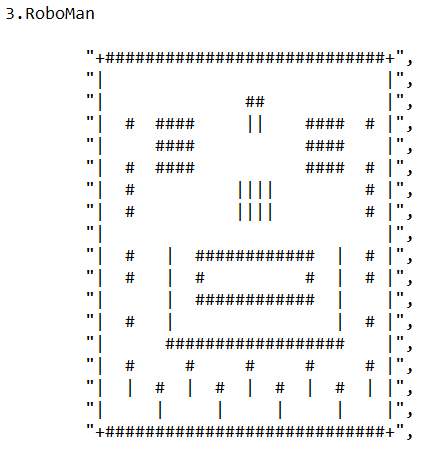 3.RoboMan
"+############################+",
"|                            |",
"|              ##            |",
"|  #  ####     ||    ####  # |",
"|     ####           ####    |",
"|  #  ####           ####  # |",
"|  #          ||||         # |",
"|  #          ||||         # |",
"|                            |",
"|  #   |  ############  |  # |",
"|  #   |  #          #  |  # |",
"|      |  ############  |    |",
"|  #   |                |  # |",
"|      ##################    |",
"|  #     #     #     #     # |",
"|  |  #  |  #  |  #  |  #  | |",
"|     |     |     |     |    |",
"+############################+",